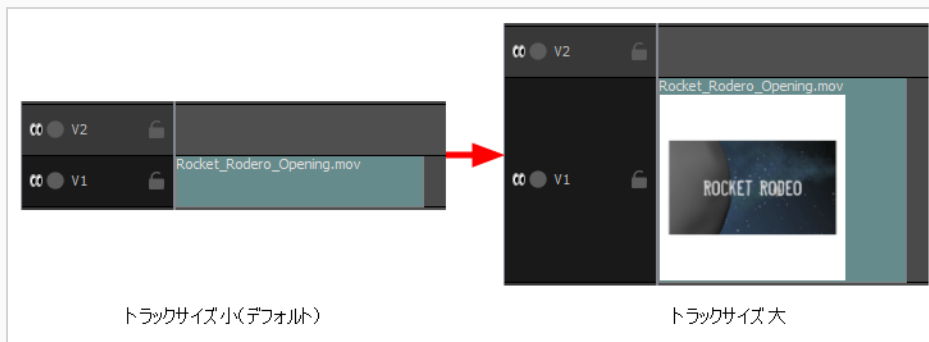 V2
Rocket_Rodero_Opening.mov
V1
V2
Rocket_Rodero_Opening.mov
V1
ROCKET RODEO
トラックサイズ 小(デフォルト)
トラックサイズ 大